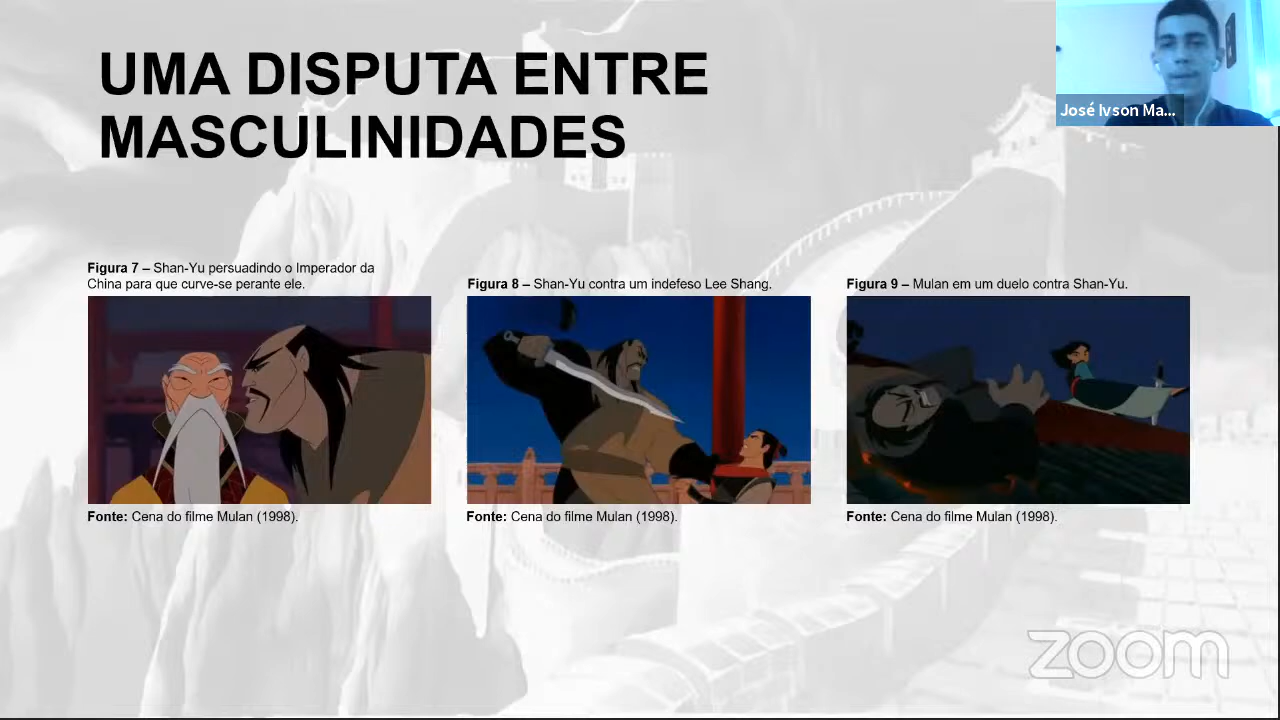 UMA DISPUTA ENTRE
MASCULINIDADES
José Ivson Ma...
Figura 7 – Shan-Yu persuadindo o Imperador da
China para que curve-se perante ele.
Fonte: Cena do filme Mulan (1998).
Figura 8 – Shan-Yu contra um indefeso Lee Shang.
Fonte: Cena do filme Mulan (1998).
Figura 9 – Mulan em um duelo contra Shan-Yu.
Fonte: Cena do filme Mulan (1998).
zoom